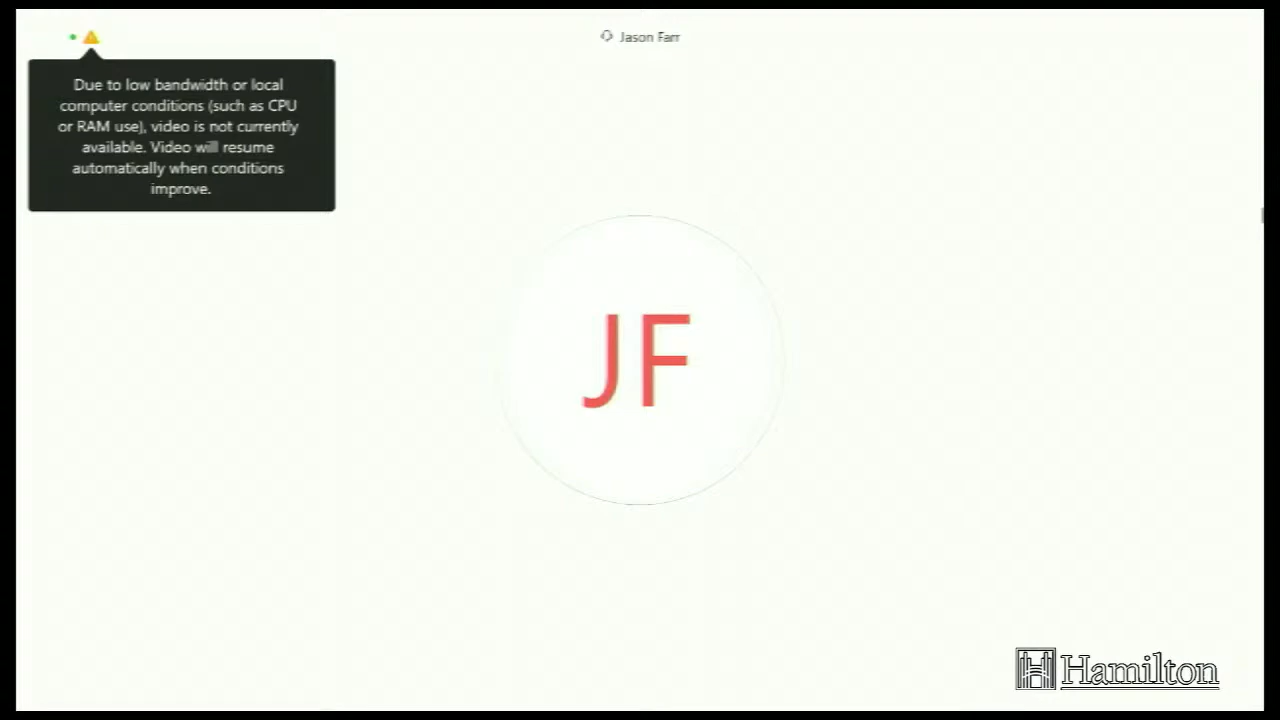 Jason Farr
Due to low bandwidth or local
computer conditions (such as CPU
or RAM use), video is not currently
available. Video will resume
automatically when conditions
improve.
JF
Hamilton